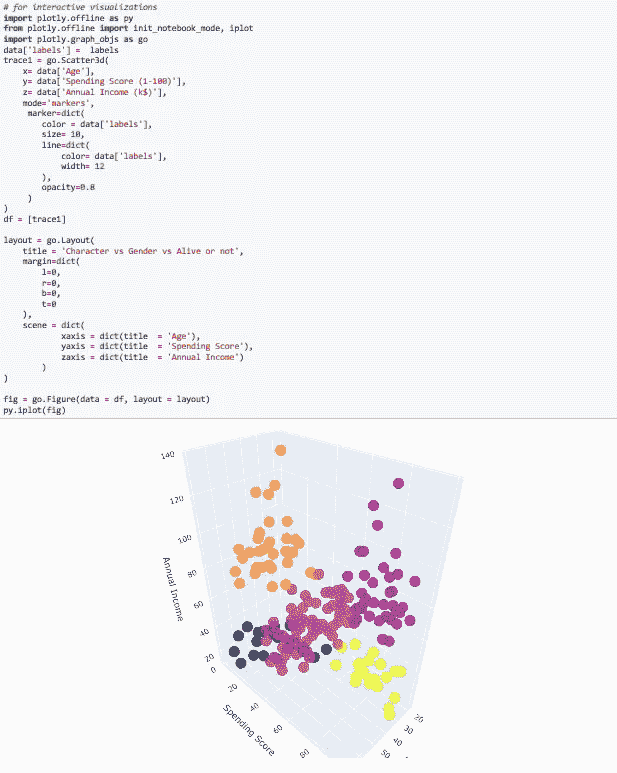 # for interactive visualizations
import plotly.offline as py
from plotly.offline import init_notebook_mode, iplot
import plotly.graph_objs as go
data['labels'] =  labels
trace1 = go.Scatter3d(
    x= data['Age'],
    y= data['Spending Score (1-100)'],
    z= data['Annual Income (k$)'],
    mode='markers',
     marker=dict(
        color = data['labels'],
        size= 10,
        line=dict(
            color= data['labels'],
            width= 12
        ),
        opacity=0.8
     )
)
df = [trace1]

layout = go.Layout(
    title = 'Character vs Gender vs Alive or not',
    margin=dict(
        l=0,
        r=0,
        b=0,
        t=0
    ),
    scene = dict(
            xaxis = dict(title  = 'Age'),
            yaxis = dict(title  = 'Spending Score'),
            zaxis = dict(title  = 'Annual Income')
        )
)

fig = go.Figure(data = df, layout = layout)
py.iplot(fig)
140
120
100
80
60
40
20
0
Annual Income
20
40
60
80
Spending Score
20
30
40
50